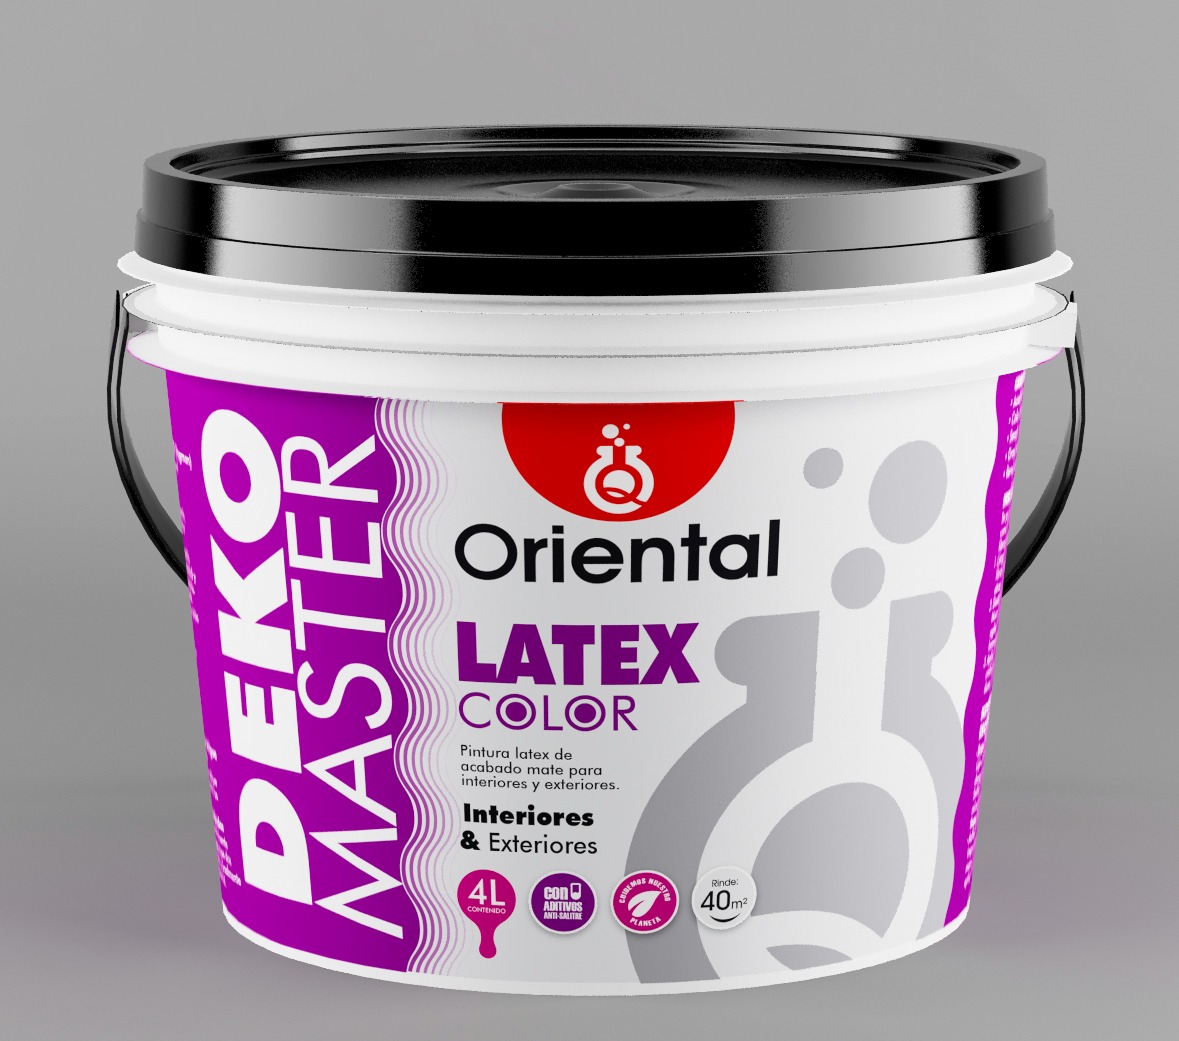 DEKO
MASTER
Oriental
LATEX
COLOR
Pintura latex de
acabado mate para
interiores y exteriores.
Interiores
& Exteriores
4L
CONTENIDO
con
ADITIVOS
ANTI-SALITRE
CUIDEMOS NUESTRO
PLANETA
Rinde:
40m²